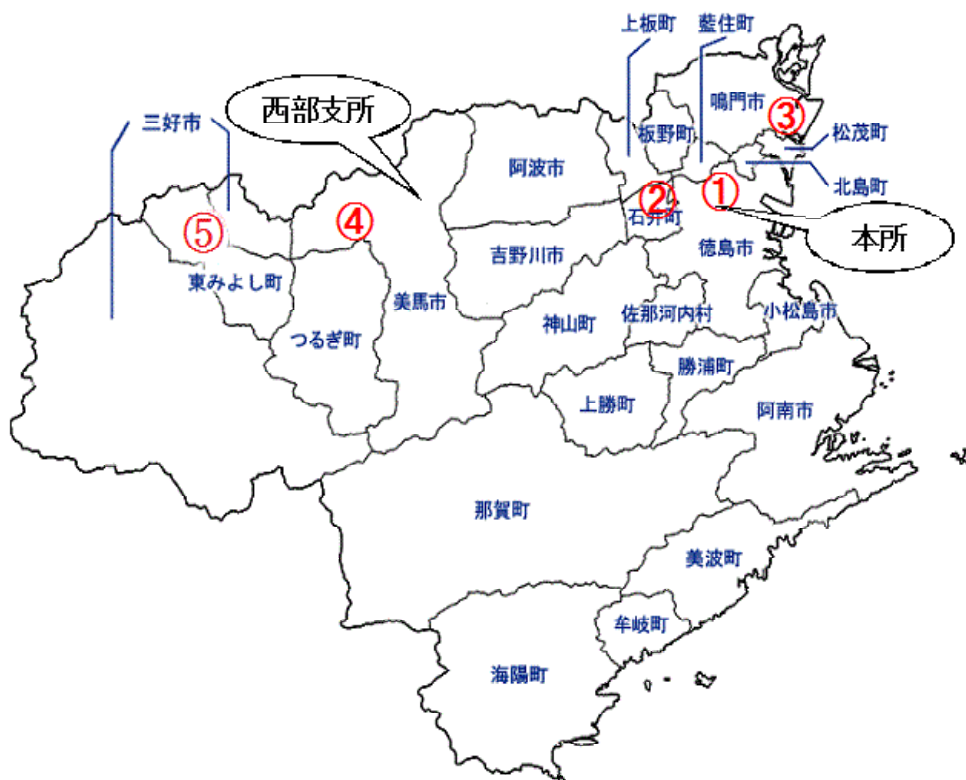 上板町
藍住町
鳴門市
③
西部支所
三好市
板野町
松茂町
阿波市
北島町
②
①
石井町
④
⑤
本所
徳島市
吉野川市
東みよし町
美馬市
佐那河内村
小松島市
神山町
つるぎ町
勝浦町
上勝町
阿南市
那賀町
美波町
牟岐町
海陽町